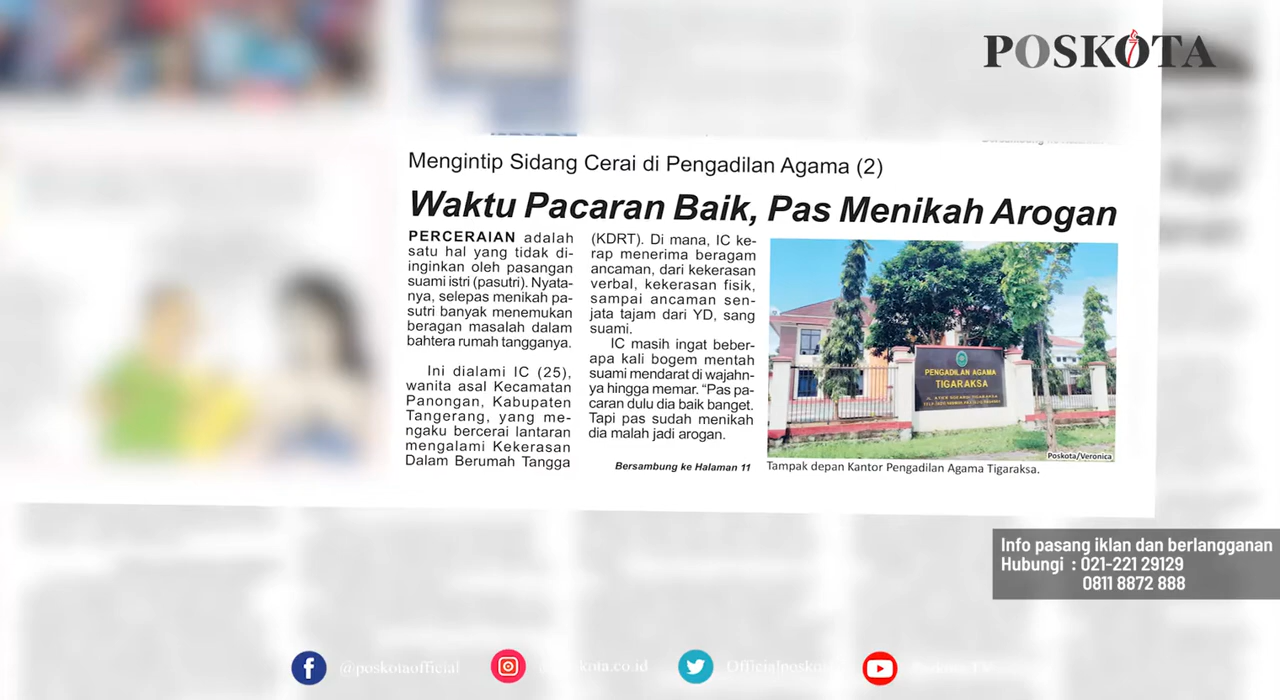 POSKOTA
Mengintip Sidang Cerai di Pengadilan Agama (2)
Waktu Pacaran Baik, Pas Menikah Arogan
PERCERAIAN adalah
satu hal yang tidak di-
inginkan oleh pasangan
suami istri (pasutri). Nyata-
nya, selepas menikah pa-
sutri banyak menemukan
beragan masalah dalam
bahtera rumah tangganya.
Ini dialami IC (25),
wanita asal Kecamatan
Panongan, Kabupaten
Tangerang, yang me-
ngaku bercerai lantaran
mengalami Kekerasan
Dalam Berumah Tangga
(KDRT). Di mana, IC ke-
rap menerima beragam
ancaman, dari kekerasan
verbal, kekerasan fisik,
sampai ancaman sen-
jata tajam dari YD, sang
suami.
IC masih ingat beber-
apa kali bogem mentah
suami mendarat di wajahn-
ya hingga memar. “Pas pa-
caran dulu dia baik banget.
Tapi pas sudah menikah
dia malah jadi arogan.
Bersambung ke Halaman 11
PENGADILAN AGAMA
TIGARAKSA
Poskota/Veronica
Tampak depan Kantor Pengadilan Agama Tigaraksa.
Info pasang iklan dan berlangganan
Hubungi : 021-221 29129
0811 8872 888
@poskotaofficial